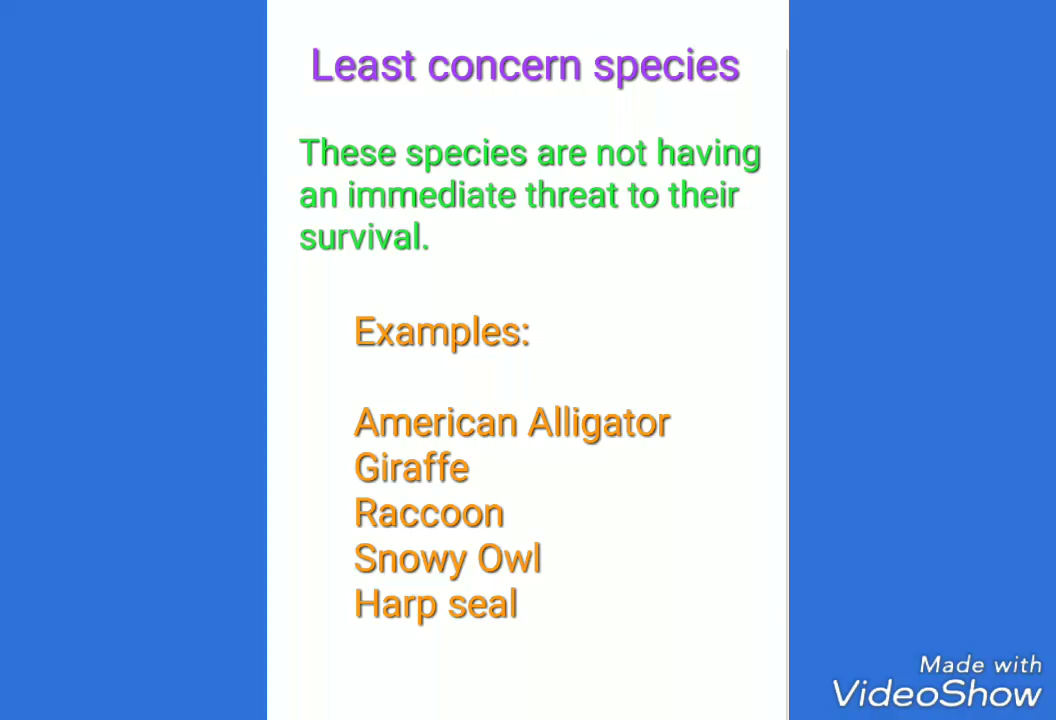 Least concern species
These species are not having
an immediate threat to their
survival.
Examples:
American Alligator
Giraffe
Raccoon
Snowy Owl
Harp seal
Made with
VideoShow